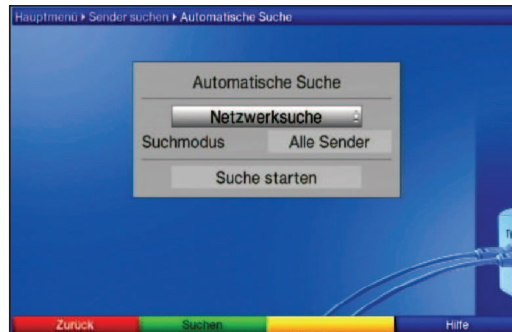 Hauptmenü ▸ Sender suchen ▸ Automatische Suche
Automatische Suche
Netzwerksuche
Suchmodus Alle Sender
Suche starten
Zurück Suchen Hilfe